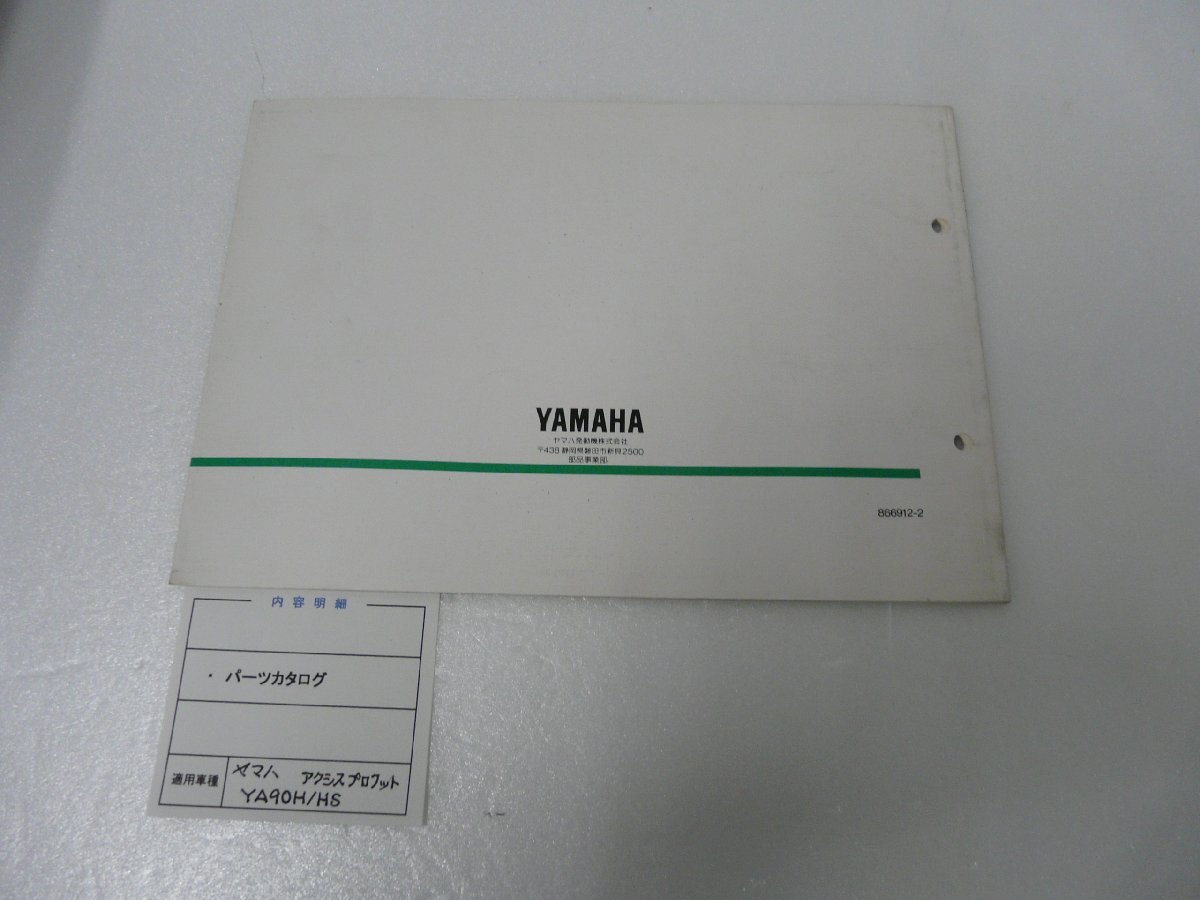 YAMAHA
ヤマハ発動機株式会社
〒438 静岡県磐田市新貝2500
部品事業部
866912-2
内容明細
・ パーツカタログ
適用車種
ヤマハ アクシスプロフット
YA90H/HS